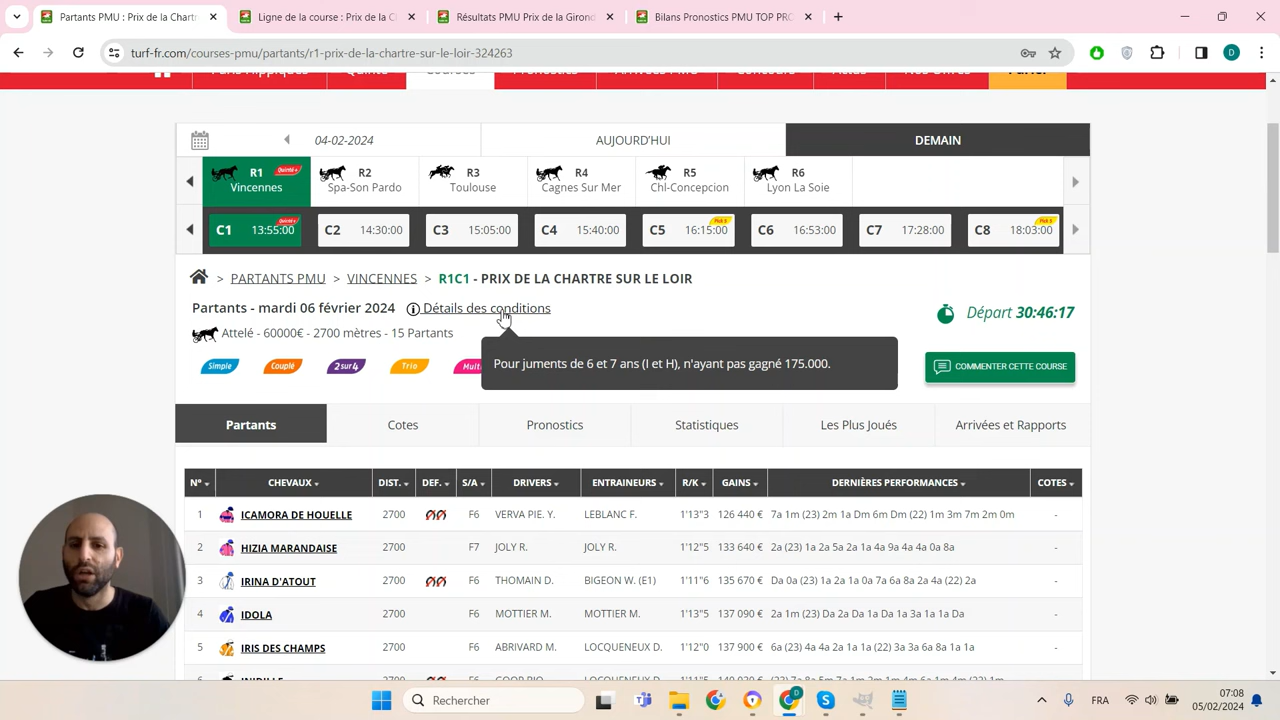 Partants PMU : Prix de la Chartr
Ligne de la course : Prix de la C
Résultats PMU Prix de la Girond
Bilans Pronostics PMU TOP PRO
turf-fr.com/courses-pmu/partants/r1-prix-de-la-chartre-sur-le-loir-324263
D
04-02-2024
AUJOURD'HUI
DEMAIN
R1 Quinté+
Vincennes
R2
Spa-Son Pardo
R3
Toulouse
R4
Cagnes Sur Mer
R5
Chl-Concepcion
R6
Lyon La Soie
C1 13:55:00 Quinté+
C2 14:30:00
C3 15:05:00
C4 15:40:00
C5 16:15:00 Pick 5
C6 16:53:00
C7 17:28:00
C8 18:03:00 Pick 5
> PARTANTS PMU > VINCENNES > R1C1 - PRIX DE LA CHARTRE SUR LE LOIR
Partants - mardi 06 février 2024 Détails des conditions
Départ 30:46:17
Attelé - 60000€ - 2700 mètres - 15 Partants
Simple Couplé 2sur4 Trio Mult
Pour juments de 6 et 7 ans (I et H), n'ayant pas gagné 175.000.
COMMENTER CETTE COURSE
Partants Cotes Pronostics Statistiques Les Plus Joués Arrivées et Rapports
N° CHEVAUX DIST. DEF. S/A DRIVERS ENTRAINEURS R/K GAINS DERNIÈRES PERFORMANCES COTES
1 ICAMORA DE HOUELLE 2700 F6 VERVA PIE. Y. LEBLANC F. 1'13"3 126 440 € 7a 1m (23) 2m 1a Dm 6m Dm (22) 1m 3m 7m 2m 0m -
2 HIZIA MARANDAISE 2700 F7 JOLY R. JOLY R. 1'12"5 133 640 € 2a (23) 1a 2a 5a 2a 1a 4a 9a 4a 4a 0a 8a -
3 IRINA D'ATOUT 2700 F6 THOMAIN D. BIGEON W. (E1) 1'11"6 135 670 € Da 0a (23) 1a 2a 1a 0a 7a 6a 8a 2a 4a (22) 2a -
4 IDOLA 2700 F6 MOTTIER M. MOTTIER M. 1'13"5 137 090 € 2a 1m (23) Da 2a Da 1a Da 1a 3a 1a 1a Da -
5 IRIS DES CHAMPS 2700 F6 ABRIVARD M. LOCQUENEUX D. 1'12"0 137 900 € 6a (23) 4a 4a 2a 1a 1a (22) 3a 3a 6a 8a 1a 1a -
Rechercher
FRA
07:08
05/02/2024